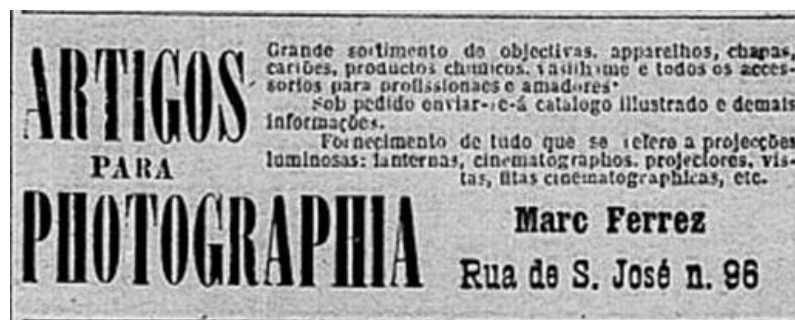 ARTIGOS
PARA
PHOTOGRAPHIA
Grande sortimento de objectivas, apparelhos, chapas,
cartões, productos chimicos, vasilhame e todos os acces-
sorios para profissionaes e amadores.
Sob pedido enviar-se-á catalogo illustrado e demais
informações.
Fornecimento de tudo que se refere a projecções
luminosas: lanternas, cinematographos, projectores, vis-
tas, fitas cinematographicas, etc.
Marc Ferrez
Rua de S. José n. 96